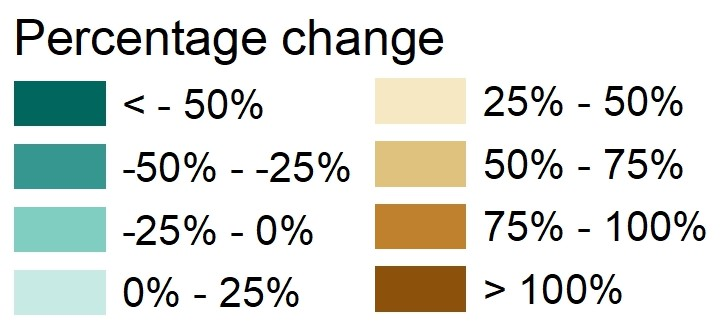 Percentage change
< - 50%
-50% - -25%
-25% - 0%
0% - 25%
25% - 50%
50% - 75%
75% - 100%
> 100%